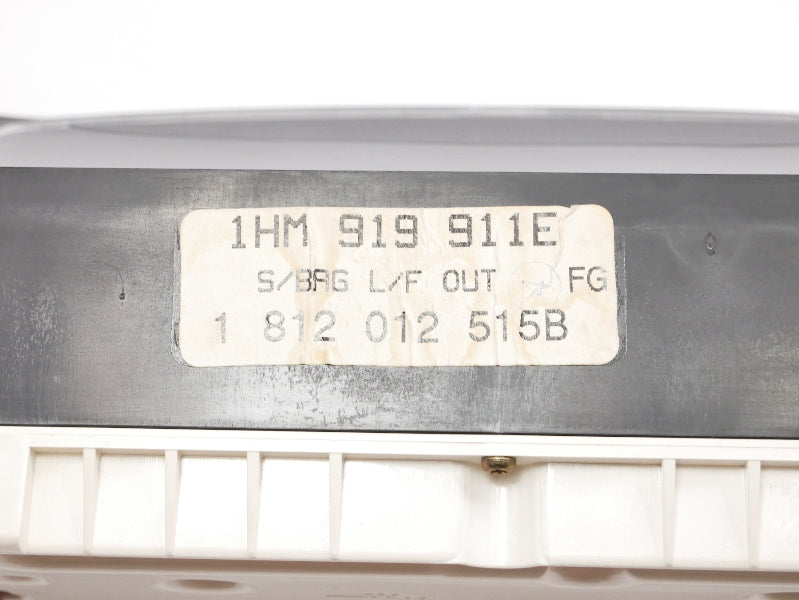 1HM 919 911E
S/BAG L/F OUT FG
1 812 012 515B